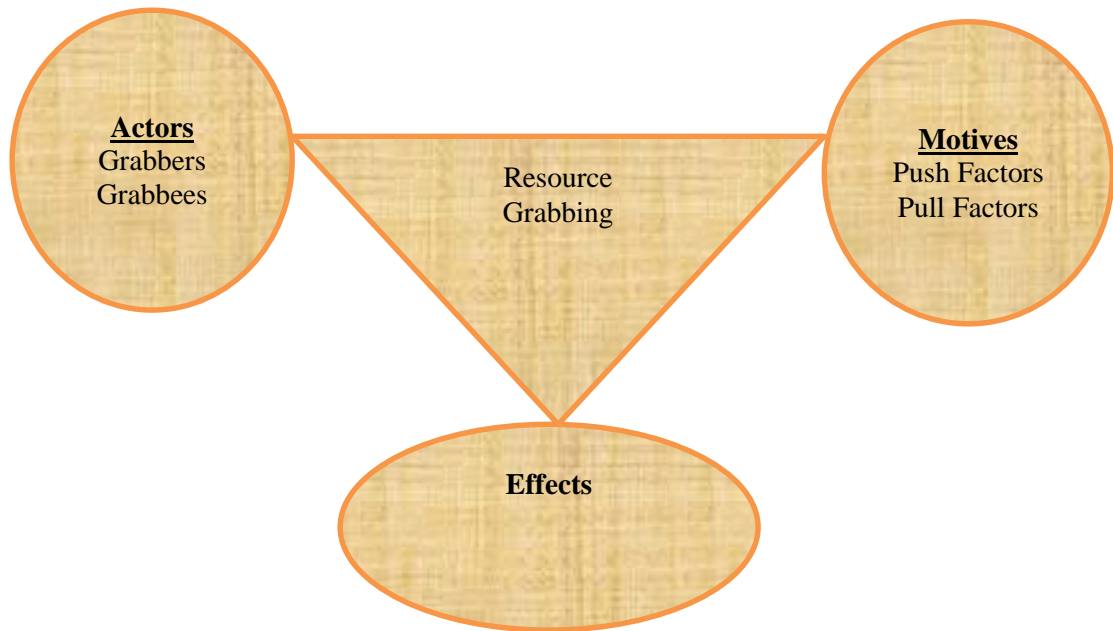 Actors
Grabbers
Grabbees
Resource
Grabbing
Motives
Push Factors
Pull Factors
Effects